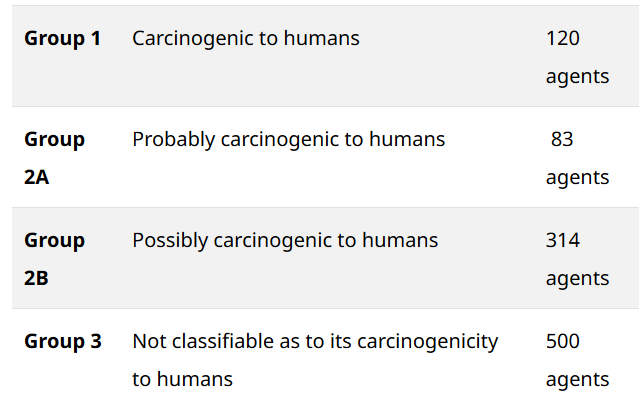 Group 1 Carcinogenic to humans 120
agents
Group Probably carcinogenic to humans 83
2A agents
Group Possibly carcinogenic to humans 314
2B agents
Group 3 Not classifiable as to its carcinogenicity 500
to humans agents